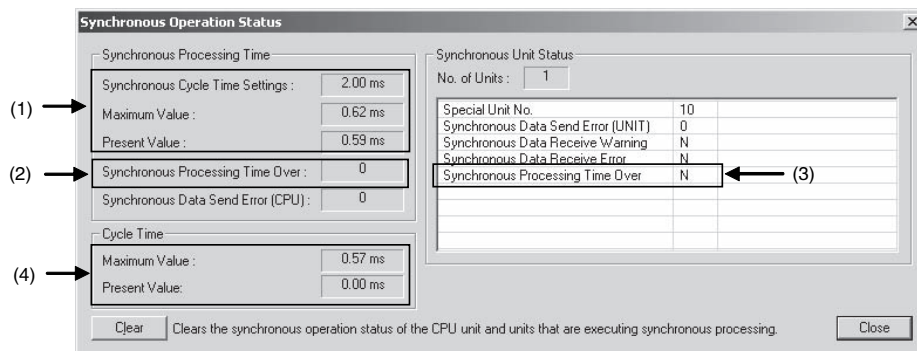 Synchronous Operation Status
Synchronous Processing Time
Synchronous Cycle Time Settings : 2.00 ms
Maximum Value : 0.62 ms
Present Value : 0.59 ms
Synchronous Processing Time Over : 0
Synchronous Data Send Error (CPU) : 0
Cycle Time
Maximum Value : 0.57 ms
Present Value: 0.00 ms
(1)
(2)
(4)
Synchronous Unit Status
No. of Units : 1
Special Unit No. 10
Synchronous Data Send Error (UNIT) 0
Synchronous Data Receive Warning N
Synchronous Data Receive Error N
Synchronous Processing Time Over N
(3)
Clear Clears the synchronous operation status of the CPU unit and units that are executing synchronous processing. Close